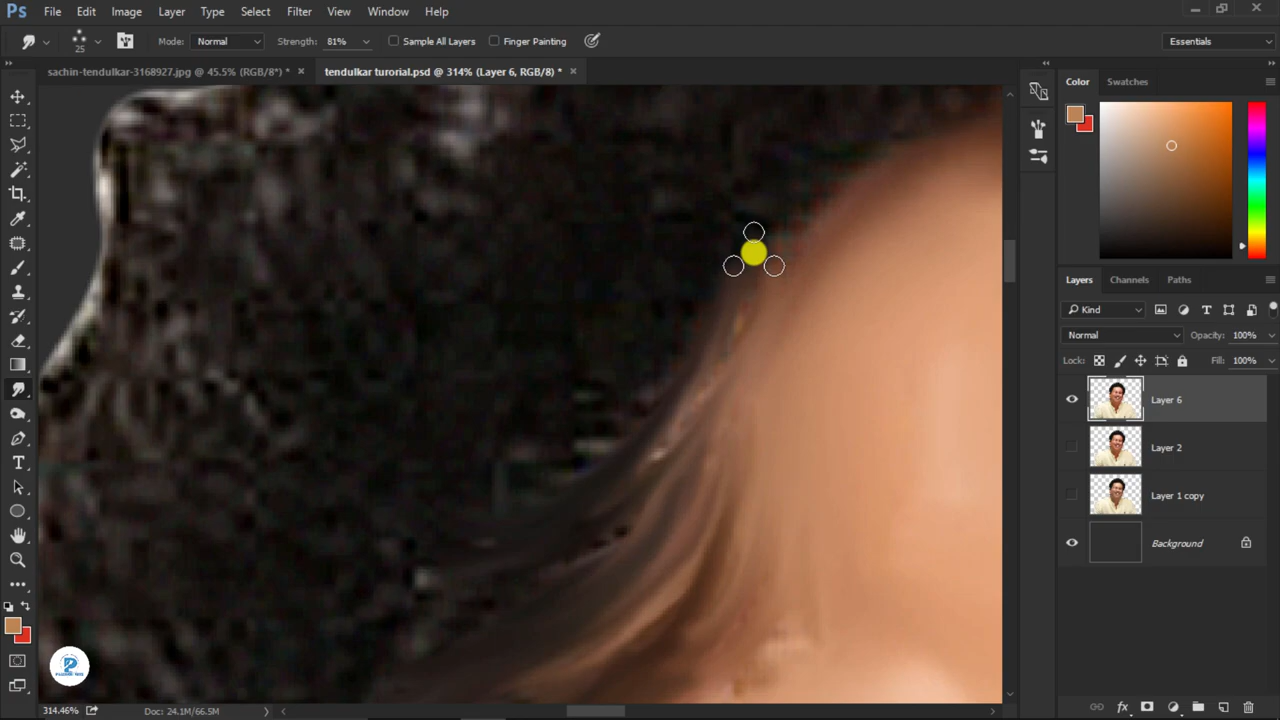 Ps File Edit Image Layer Type Select Filter View Window Help
25 Mode: Normal Strength: 81% Sample All Layers Finger Painting Essentials
sachin-tendulkar-3168927.jpg @ 45.5% (RGB/8*) * × tendulkar turorial.psd @ 314% (Layer 6, RGB/8) * ×
Color Swatches
Layers Channels Paths
Kind
Normal Opacity: 100%
Lock: Fill: 100%
Layer 6
Layer 2
Layer 1 copy
Background
314.46% Doc: 24.1M/66.5M